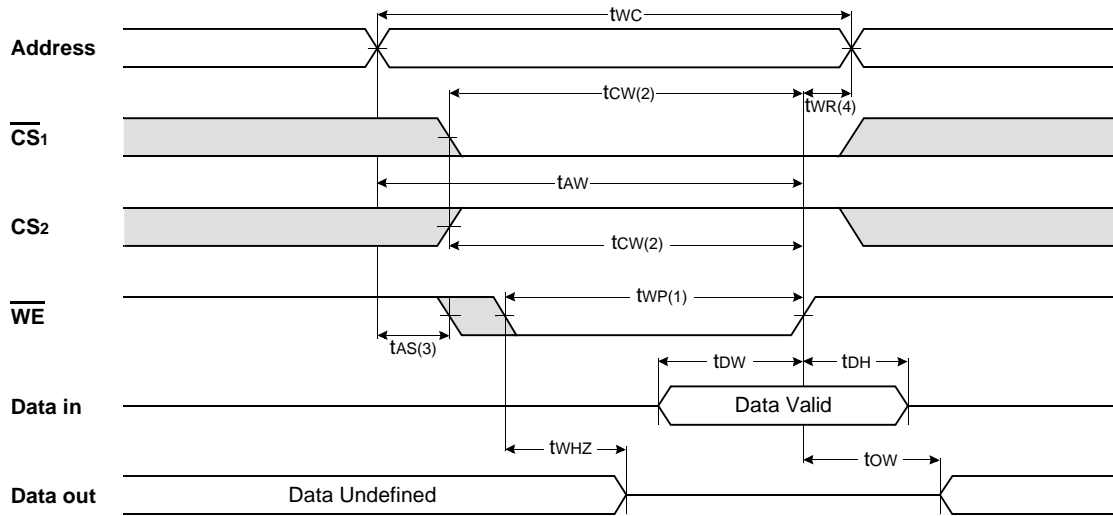 tWC
Address
tCW(2)
tWR(4)
CS1
tAW
CS2
tCW(2)
tWP(1)
WE
tAS(3)
tDW
tDH
Data in
Data Valid
tWHZ
tOW
Data out
Data Undefined